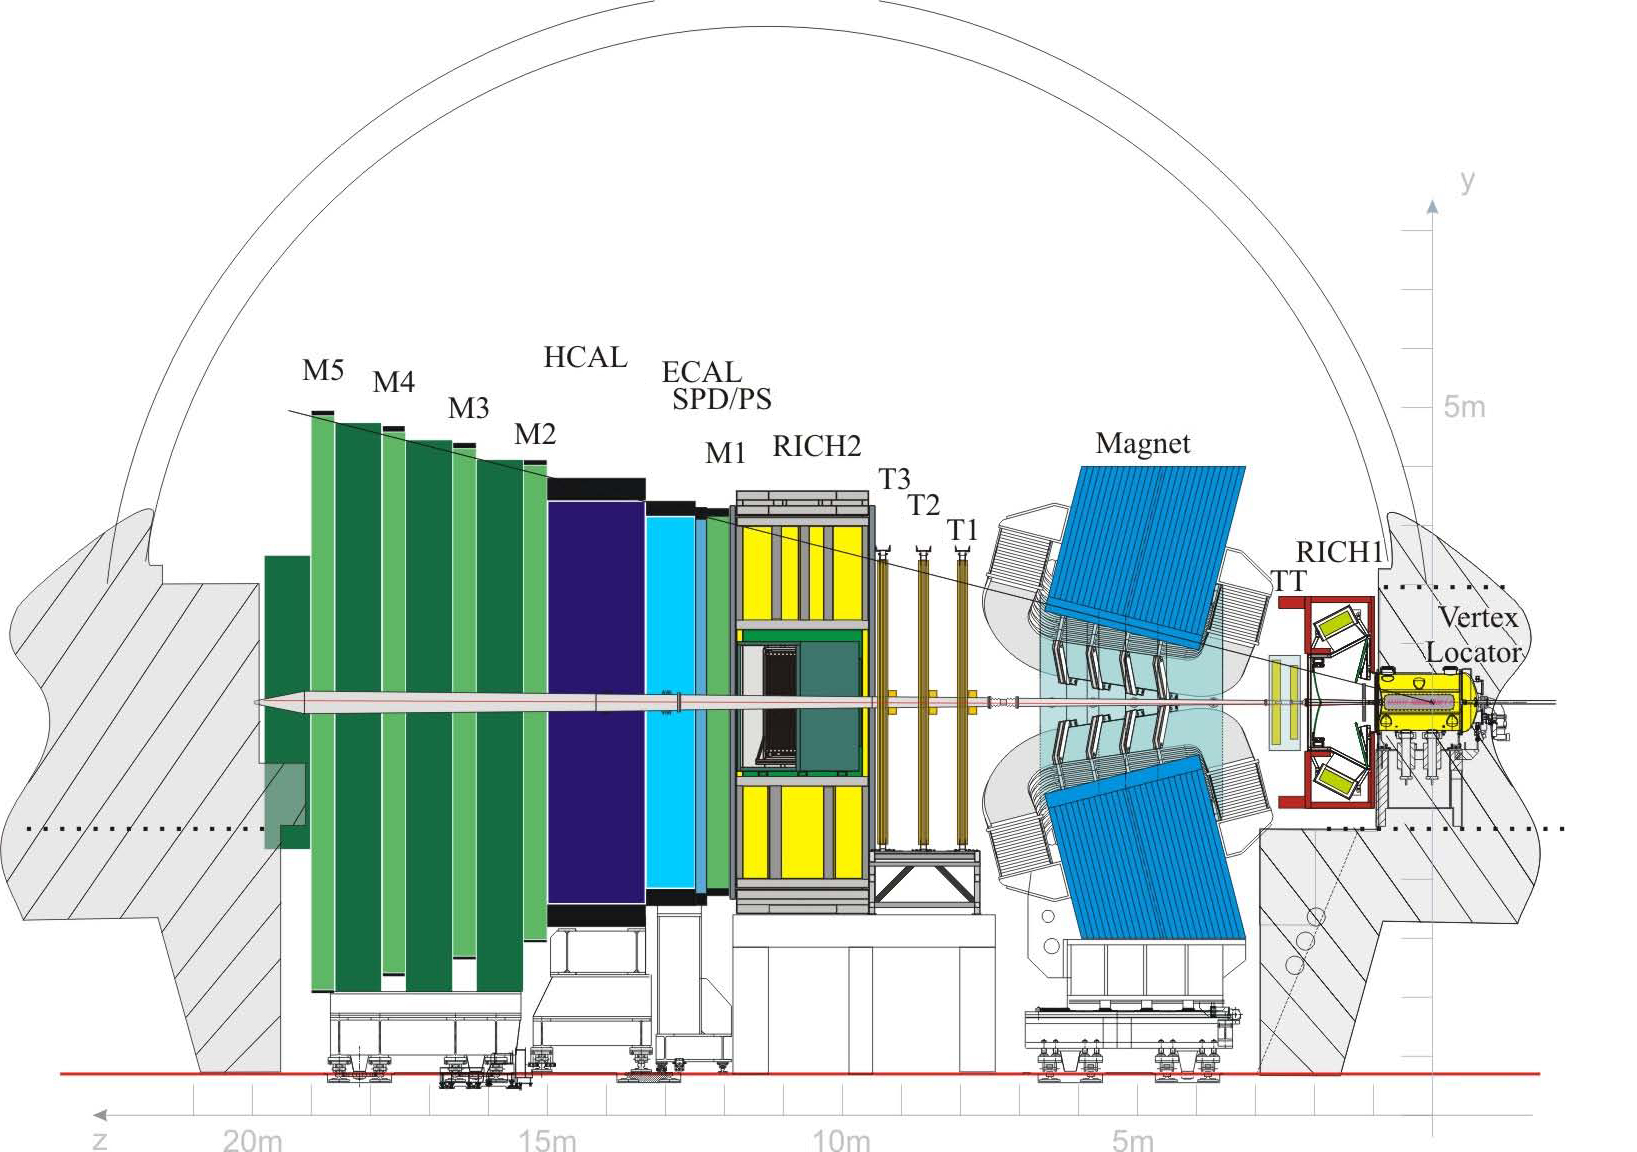 y
5m
HCAL
M5
ECAL
M4
SPD/PS
M3
M2
M1
RICH2
Magnet
T3
T2
T1
RICH1
TT
Vertex
Locator
z
20m
15m
10m
5m